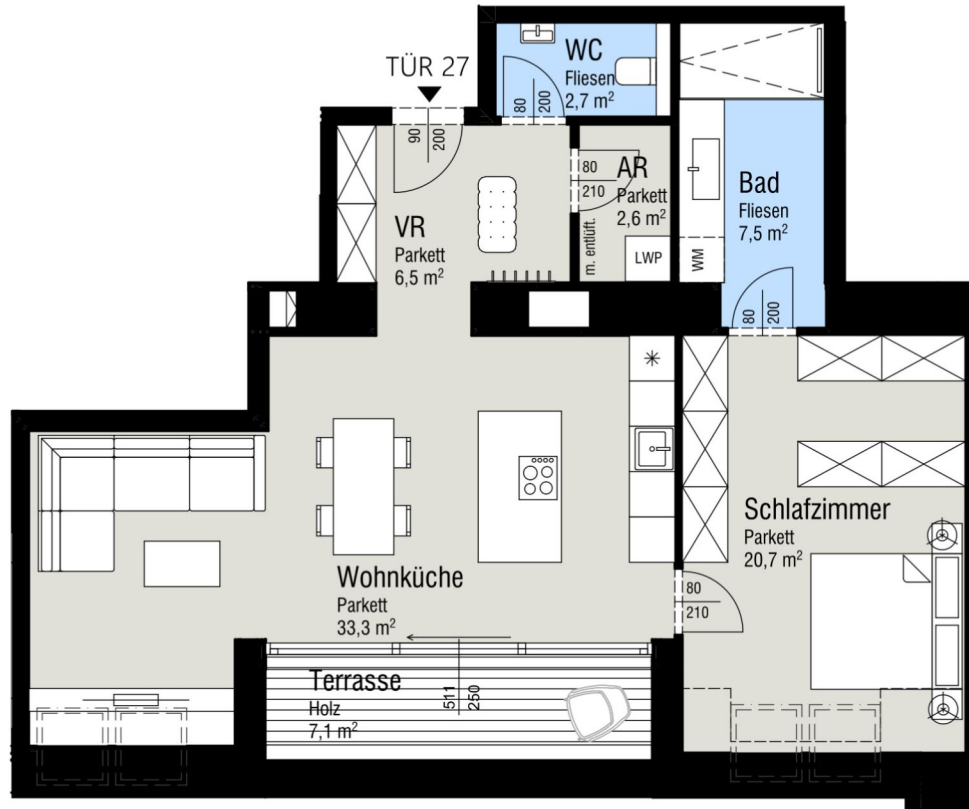 WC
Fliesen
2,7 m²
80
200
TÜR 27
90
200
VR
Parkett
6,5 m²
80
210
AR
Parkett
2,6 m²
m. entlüft.
LWP
Bad
Fliesen
7,5 m²
WM
80
200
Schlafzimmer
Parkett
20,7 m²
80
210
Wohnküche
Parkett
33,3 m²
Terrasse
Holz
7,1 m²
511
250